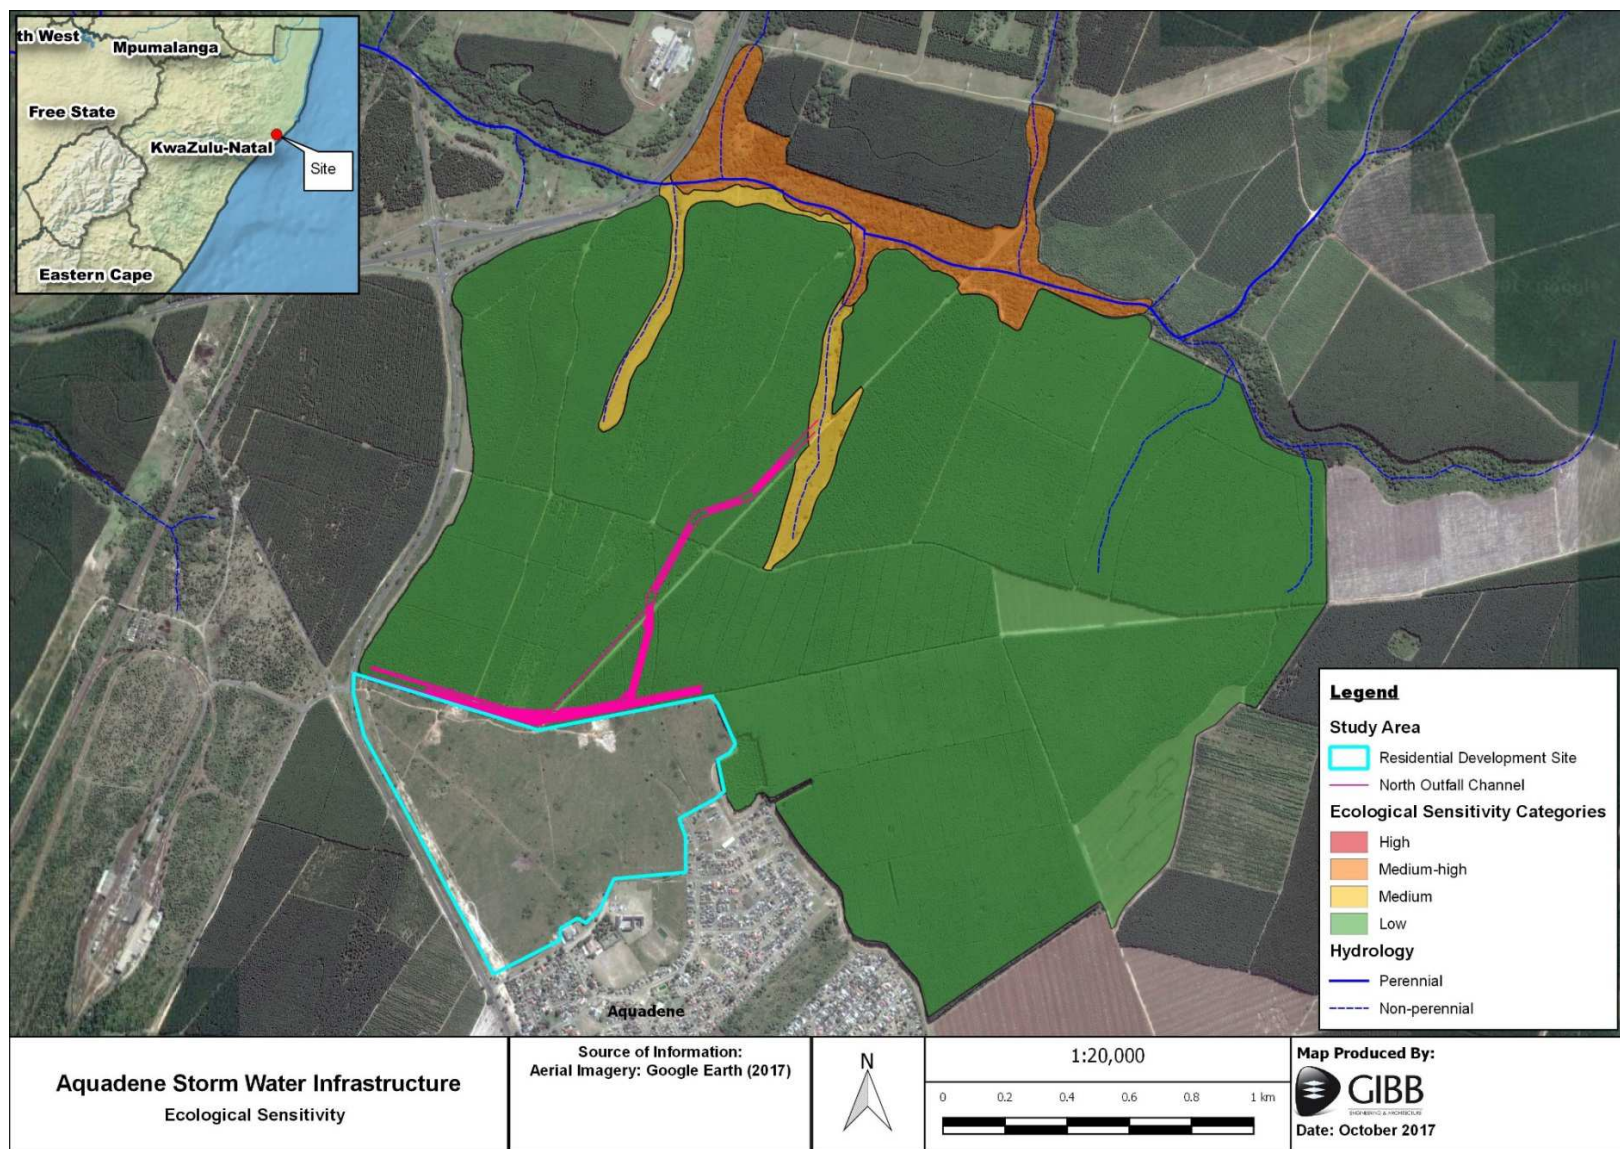 th West
Mpumalanga
Free State
KwaZulu-Natal
Site
Eastern Cape
Aquadene
Legend
Study Area
Residential Development Site
North Outfall Channel
Ecological Sensitivity Categories
High
Medium-high
Medium
Low
Hydrology
Perennial
Non-perennial
Aquadene Storm Water Infrastructure
Ecological Sensitivity
Source of Information:
Aerial Imagery: Google Earth (2017)
N
1:20,000
0 0.2 0.4 0.6 0.8 1 km
Map Produced By:
GIBB
ENGINEERING & ARCHITECTURE
Date: October 2017